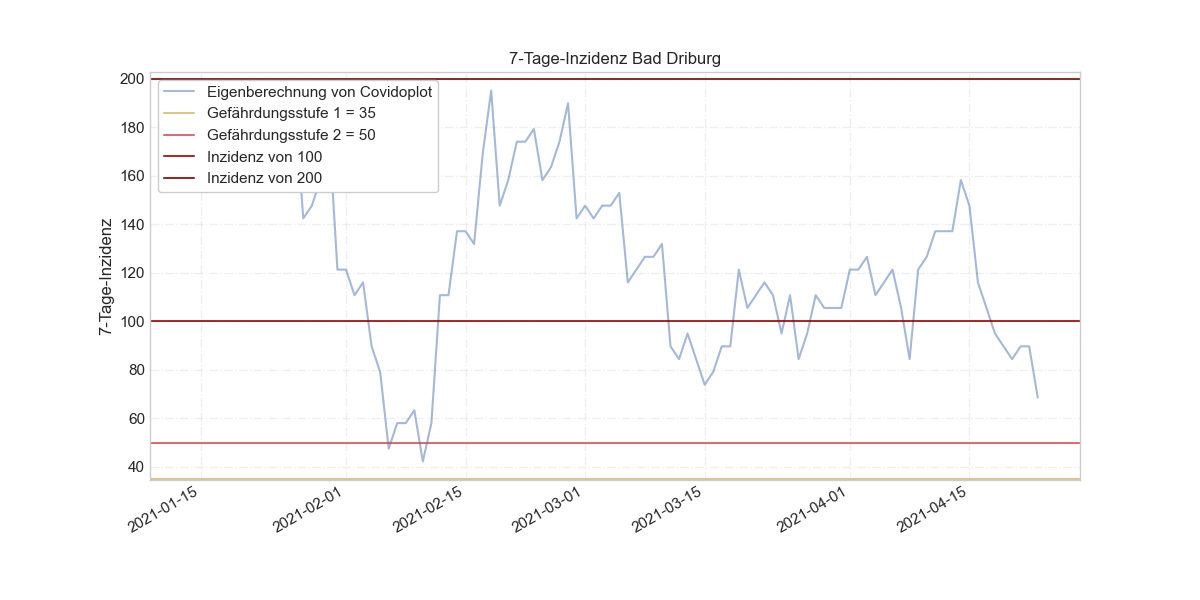 7-Tage-Inzidenz Bad Driburg
7-Tage-Inzidenz
200
180
160
140
120
100
80
60
40
Eigenberechnung von Covidoplot
Gefährdungsstufe 1 = 35
Gefährdungsstufe 2 = 50
Inzidenz von 100
Inzidenz von 200
2021-01-15
2021-02-01
2021-02-15
2021-03-01
2021-03-15
2021-04-01
2021-04-15